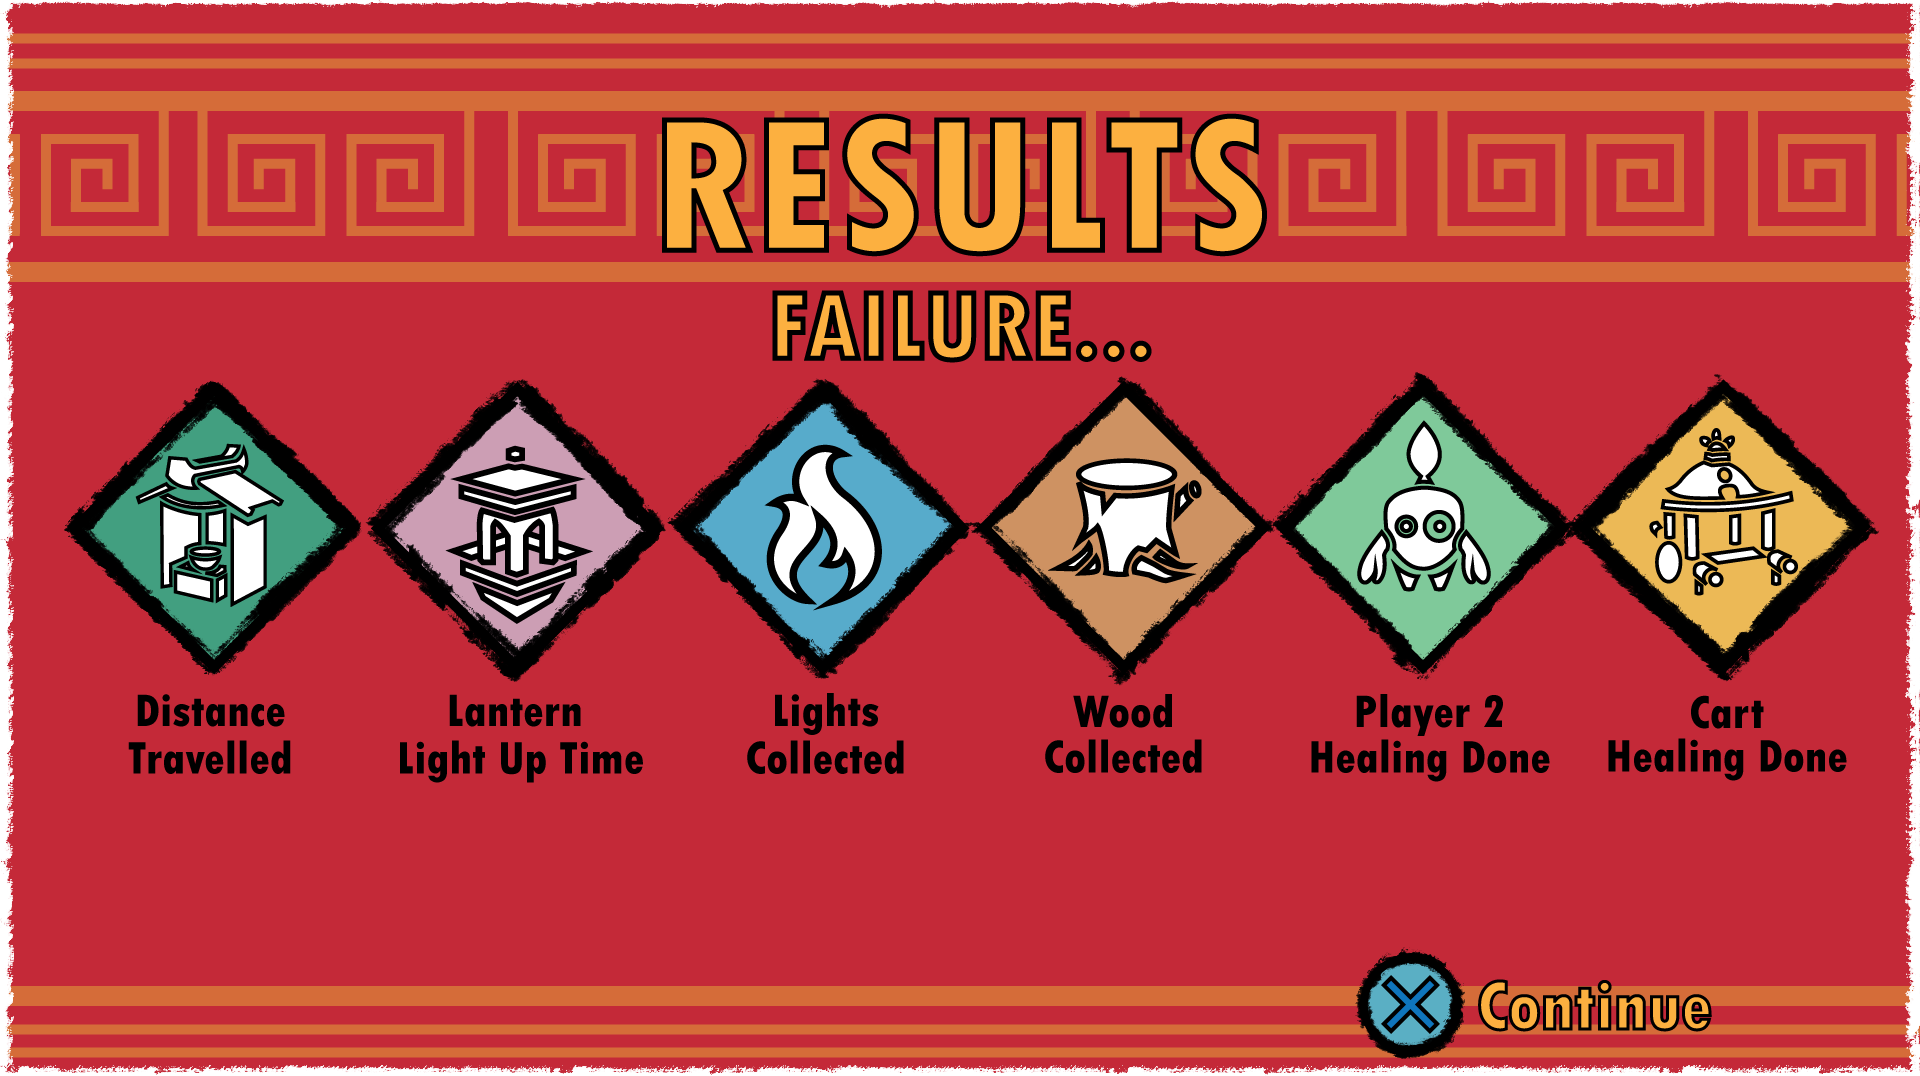 RESULTS
FAILURE...
Distance
Travelled
Lantern
Light Up Time
Lights
Collected
Wood
Collected
Player 2
Healing Done
Cart
Healing Done
Continue